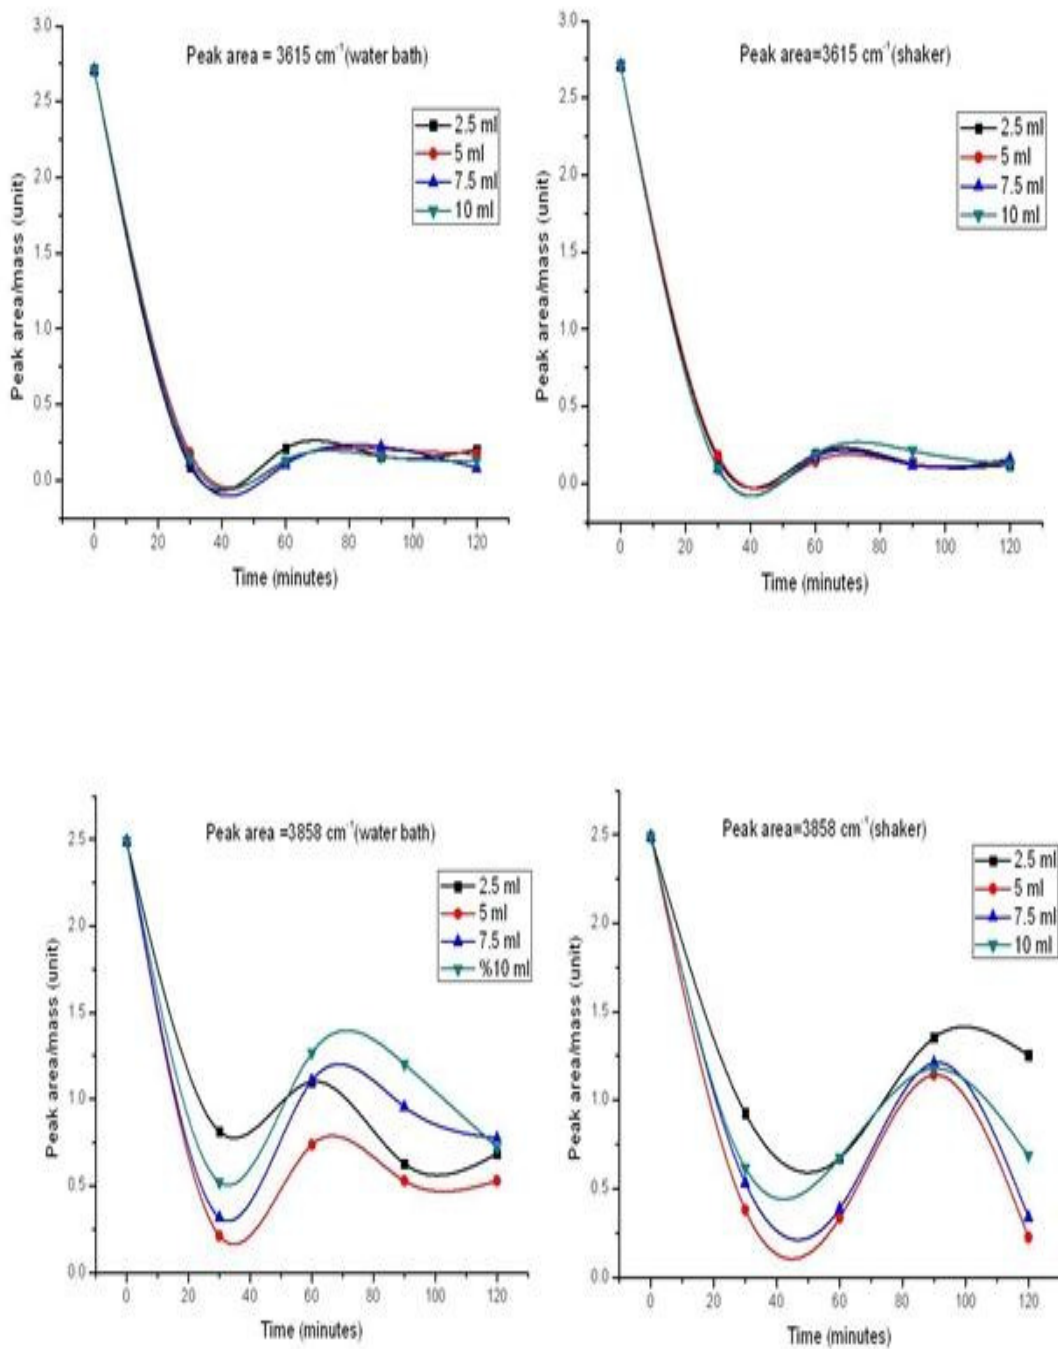 Peak area = 3615 cm⁻¹(water bath)
2.5 ml
5 ml
7.5 ml
10 ml
Peak area/mass (unit)
3.0
2.5
2.0
1.5
1.0
0.5
0.0
0 20 40 60 80 100 120
Time (minutes)
Peak area=3615 cm⁻¹(shaker)
2.5 ml
5 ml
7.5 ml
10 ml
Peak area/mass (unit)
3.0
2.5
2.0
1.5
1.0
0.5
0.0
0 20 40 60 80 100 120
Time (minutes)
Peak area =3858 cm⁻¹(water bath)
2.5 ml
5 ml
7.5 ml
%10 ml
Peak area/mass (unit)
2.5
2.0
1.5
1.0
0.5
0.0
0 20 40 60 80 100 120
Time (minutes)
Peak area=3858 cm⁻¹(shaker)
2.5 ml
5 ml
7.5 ml
10 ml
Peak area/mass (unit)
2.5
2.0
1.5
1.0
0.5
0.0
0 20 40 60 80 100 120
Time (minutes)